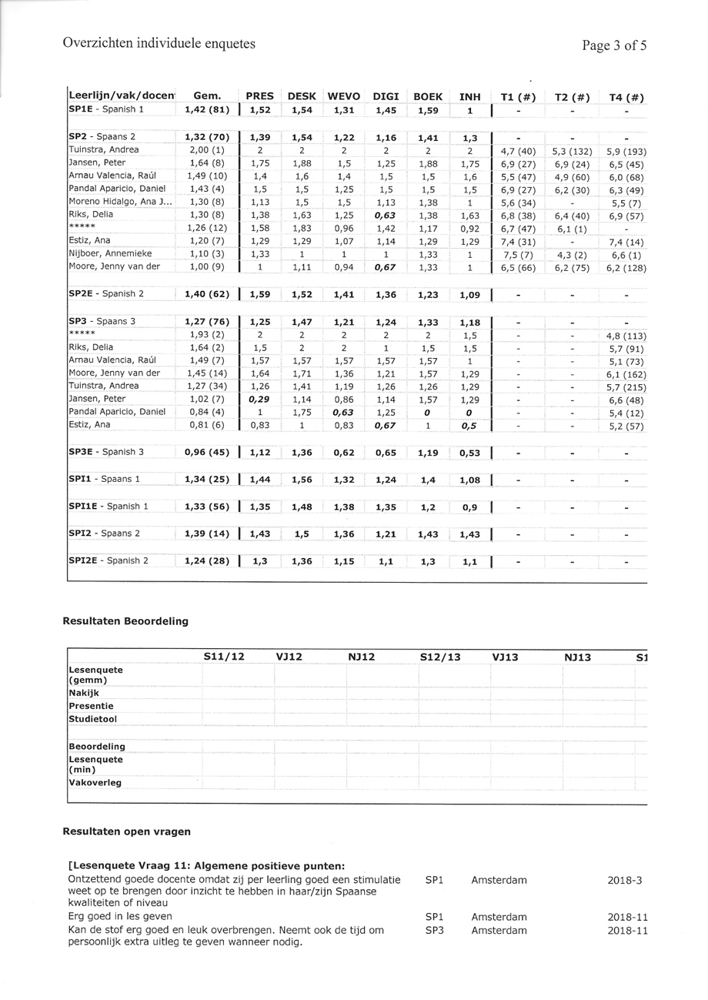 Overzichten individuele enquetes Page 3 of 5
Leerlijn/vak/docen Gem. PRES DESK WEVO DIGI BOEK INH T1 (#) T2 (#) T4 (#)
SP1E - Spanish 1 1,42 (81) 1,52 1,54 1,31 1,45 1,59 1 - - -
SP2 - Spaans 2 1,32 (70) 1,39 1,54 1,22 1,16 1,41 1,3 - - -
Tuinstra, Andrea 2,00 (1) 2 2 2 2 2 2 4,7 (40) 5,3 (132) 5,9 (193)
Jansen, Peter 1,64 (8) 1,75 1,88 1,5 1,25 1,88 1,75 6,9 (27) 6,9 (24) 6,5 (45)
Arnau Valencia, Raúl 1,49 (10) 1,4 1,6 1,4 1,5 1,5 1,6 5,5 (47) 4,9 (60) 6,0 (68)
Pandal Aparicio, Daniel 1,43 (4) 1,5 1,5 1,25 1,5 1,5 1,5 6,9 (27) 6,2 (30) 6,3 (49)
Moreno Hidalgo, Ana J... 1,30 (8) 1,13 1,5 1,5 1,13 1,38 1 5,6 (34) - 5,5 (7)
Riks, Delia 1,30 (8) 1,38 1,63 1,25 0,63 1,38 1,63 6,8 (38) 6,4 (40) 6,9 (57)
***** 1,26 (12) 1,58 1,83 0,96 1,42 1,17 0,92 6,7 (47) 6,1 (1) -
Estiz, Ana 1,20 (7) 1,29 1,29 1,07 1,14 1,29 1,29 7,4 (31) - 7,4 (14)
Nijboer, Annemieke 1,10 (3) 1,33 1 1 1 1,33 1 7,5 (7) 4,3 (2) 6,6 (1)
Moore, Jenny van der 1,00 (9) 1 1,11 0,94 0,67 1,33 1 6,5 (66) 6,2 (75) 6,2 (128)
SP2E - Spanish 2 1,40 (62) 1,59 1,52 1,41 1,36 1,23 1,09 - - -
SP3 - Spaans 3 1,27 (76) 1,25 1,47 1,21 1,24 1,33 1,18 - - -
***** 1,93 (2) 2 2 2 2 2 1,5 - - 4,8 (113)
Riks, Delia 1,64 (2) 1,5 2 2 1 1,5 1,5 - - 5,7 (91)
Arnau Valencia, Raúl 1,49 (7) 1,57 1,57 1,57 1,57 1,57 1 - - 5,1 (73)
Moore, Jenny van der 1,45 (14) 1,64 1,71 1,36 1,21 1,57 1,29 - - 6,1 (162)
Tuinstra, Andrea 1,27 (34) 1,26 1,41 1,19 1,26 1,26 1,29 - - 5,7 (215)
Jansen, Peter 1,02 (7) 0,29 1,14 0,86 1,14 1,57 1,29 - - 6,6 (48)
Pandal Aparicio, Daniel 0,84 (4) 1 1,75 0,63 1,25 0 0 - - 5,4 (12)
Estiz, Ana 0,81 (6) 0,83 1 0,83 0,67 1 0,5 - - 5,2 (57)
SP3E - Spanish 3 0,96 (45) 1,12 1,36 0,62 0,65 1,19 0,53 - - -
SPI1 - Spaans 1 1,34 (25) 1,44 1,56 1,32 1,24 1,4 1,08 - - -
SPI1E - Spanish 1 1,33 (56) 1,35 1,48 1,38 1,35 1,2 0,9 - - -
SPI2 - Spaans 2 1,39 (14) 1,43 1,5 1,36 1,21 1,43 1,43 - - -
SPI2E - Spanish 2 1,24 (28) 1,3 1,36 1,15 1,1 1,3 1,1 - - -
Resultaten Beoordeling
S11/12 VJ12 NJ12 S12/13 VJ13 NJ13 S1
Lesenquete
(gemm)
Nakijk
Presentie
Studietool
Beoordeling
Lesenquete
(min)
Vakoverleg
Resultaten open vragen
[Lesenquete Vraag 11: Algemene positieve punten:
Ontzettend goede docente omdat zij per leerling goed een stimulatie SP1 Amsterdam 2018-3
weet op te brengen door inzicht te hebben in haar/zijn Spaanse
kwaliteiten of niveau
Erg goed in les geven SP1 Amsterdam 2018-11
Kan de stof erg goed en leuk overbrengen. Neemt ook de tijd om SP3 Amsterdam 2018-11
persoonlijk extra uitleg te geven wanneer nodig.